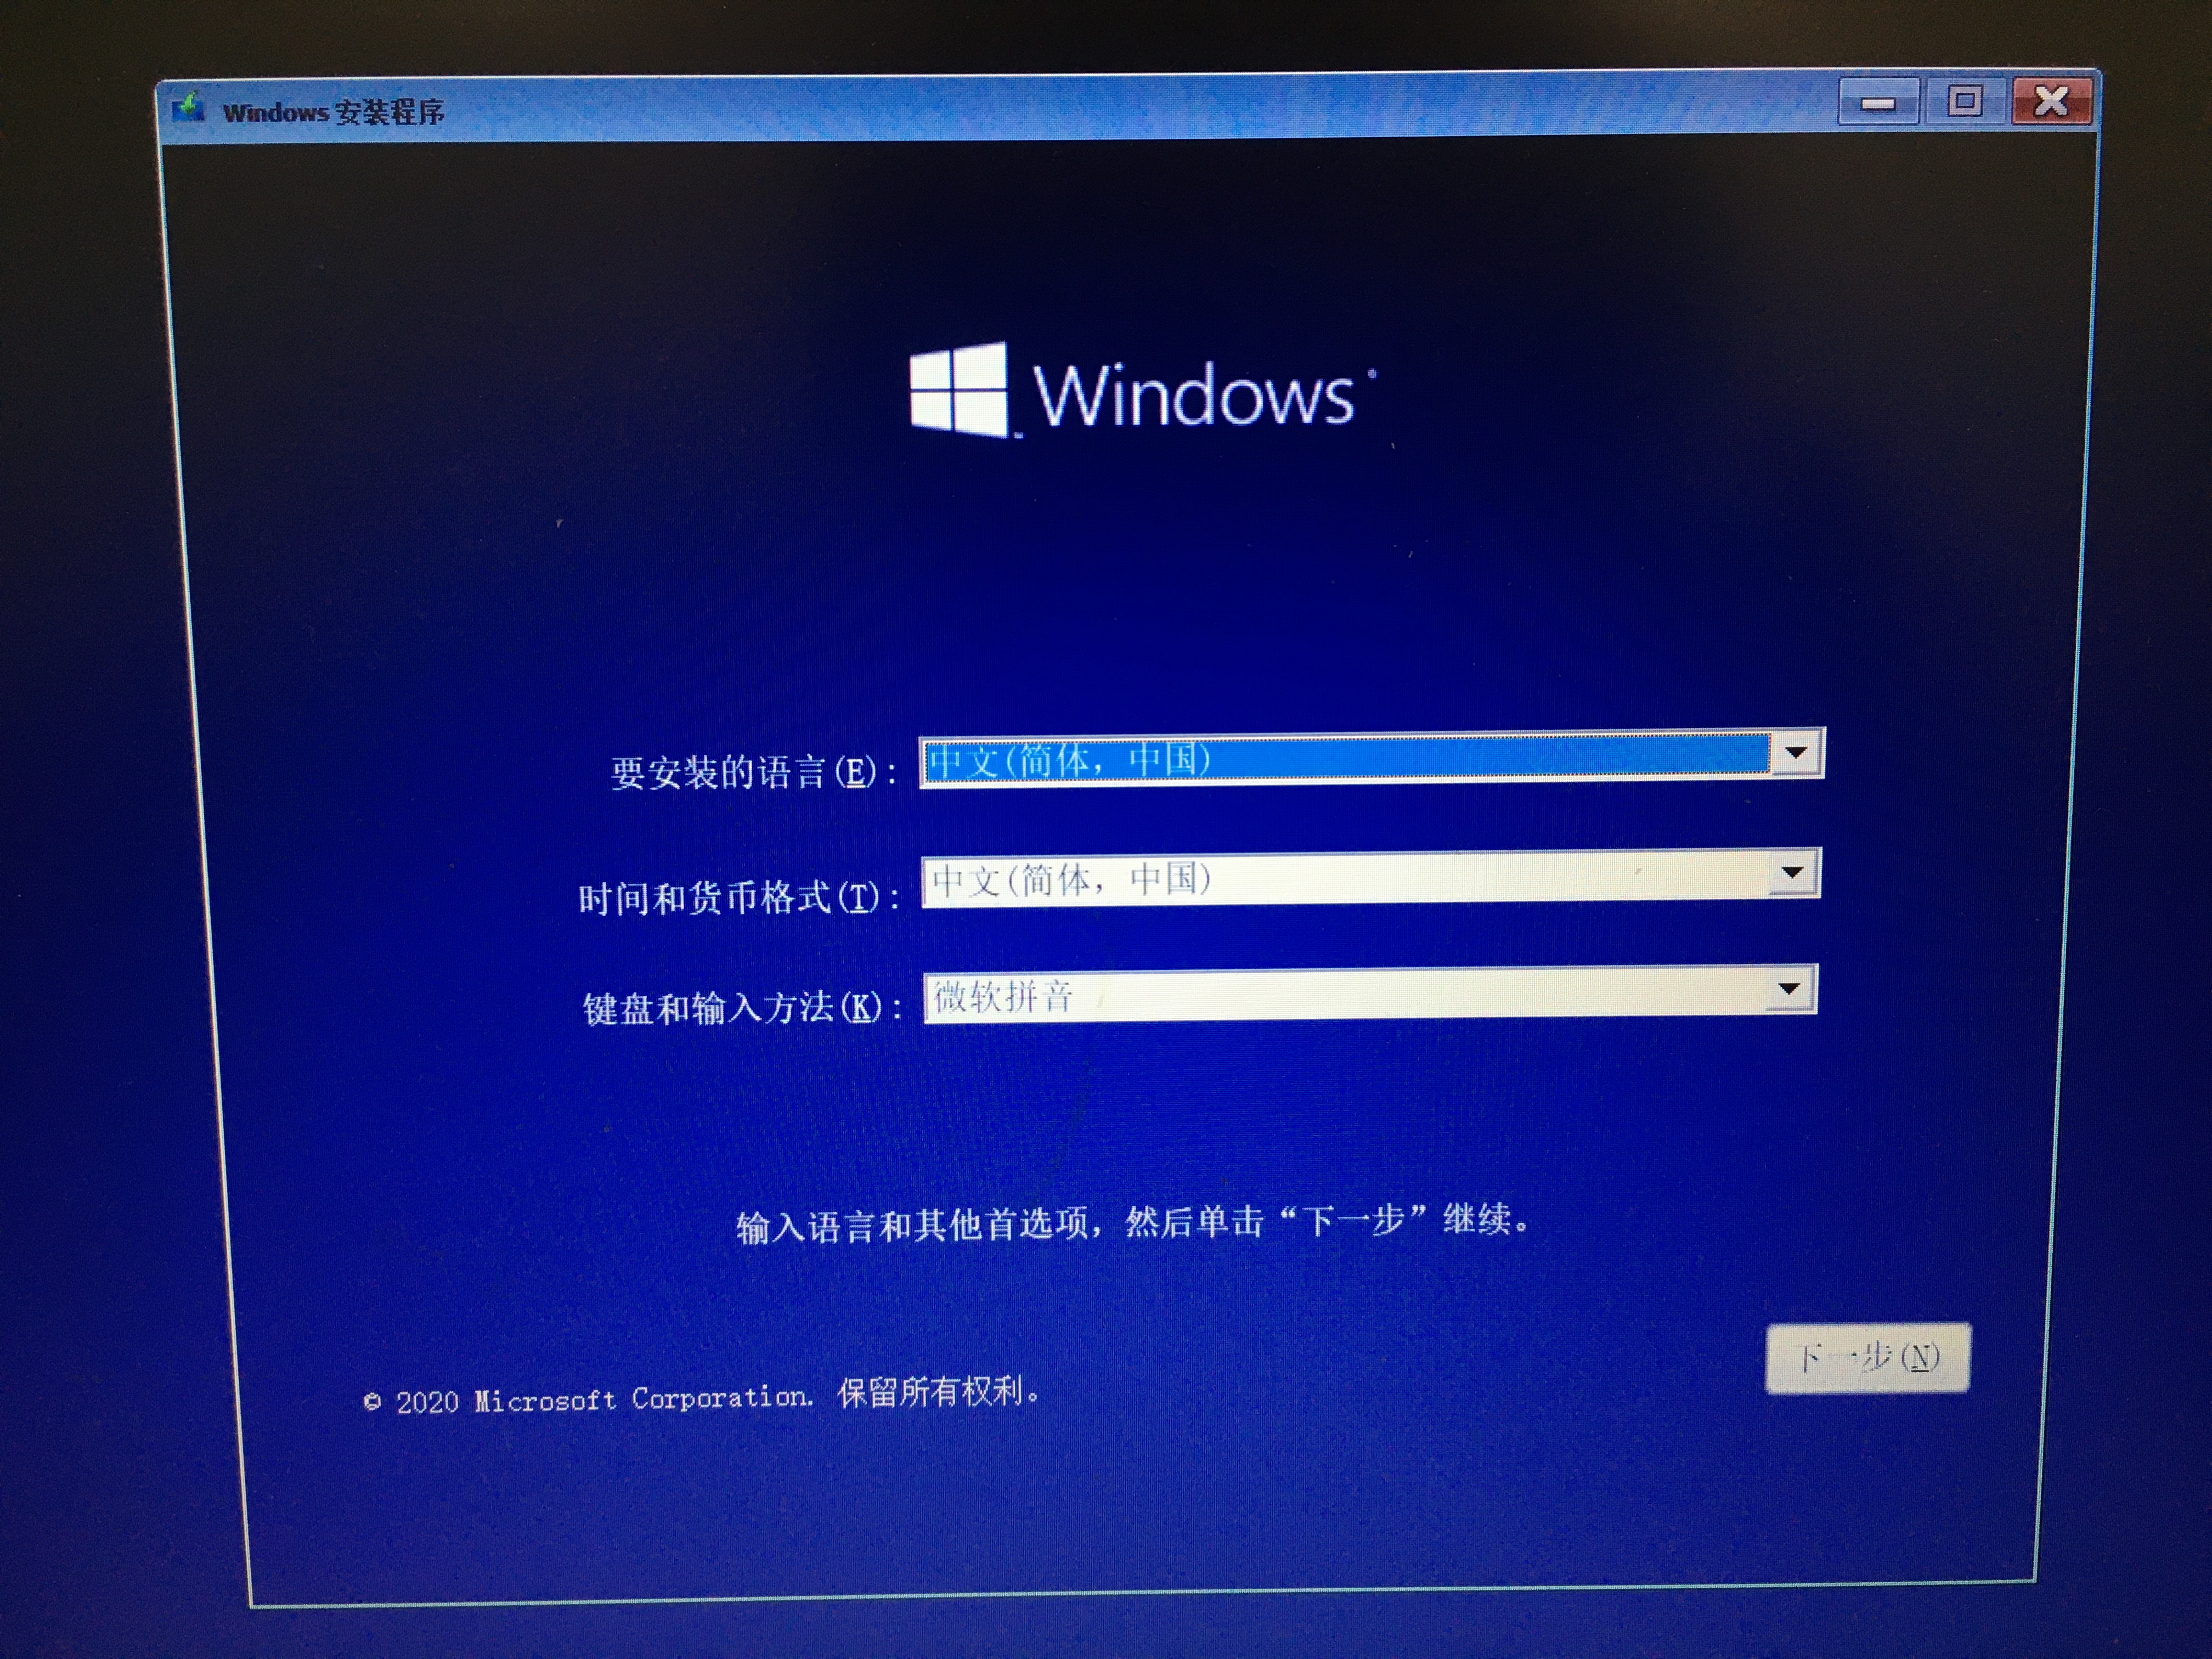 Windows 安装程序
Windows
要安装的语言(E): 中文(简体, 中国)
时间和货币格式(T): 中文(简体, 中国)
键盘和输入方法(K): 微软拼音
输入语言和其他首选项，然后单击“下一步”继续。
下一步(N)
© 2020 Microsoft Corporation. 保留所有权利。